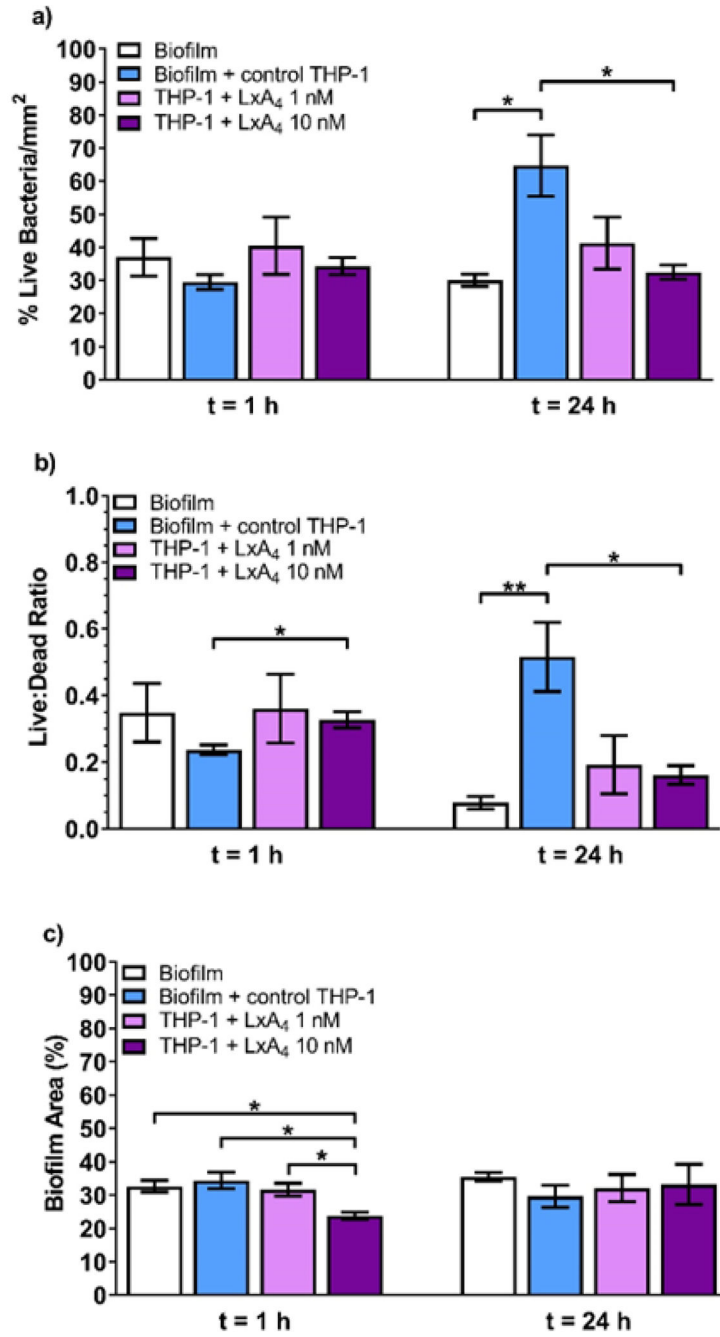 a)
% Live Bacteria/mm²
100
90
80
70
60
50
40
30
20
10
0
Biofilm
Biofilm + control THP-1
THP-1 + LxA₄ 1 nM
THP-1 + LxA₄ 10 nM
*
*
t = 1 h
t = 24 h
b)
Live:Dead Ratio
1.0
0.8
0.6
0.4
0.2
0.0
Biofilm
Biofilm + control THP-1
THP-1 + LxA₄ 1 nM
THP-1 + LxA₄ 10 nM
*
**
*
t = 1 h
t = 24 h
c)
Biofilm Area (%)
100
90
80
70
60
50
40
30
20
10
0
Biofilm
Biofilm + control THP-1
THP-1 + LxA₄ 1 nM
THP-1 + LxA₄ 10 nM
*
*
*
t = 1 h
t = 24 h